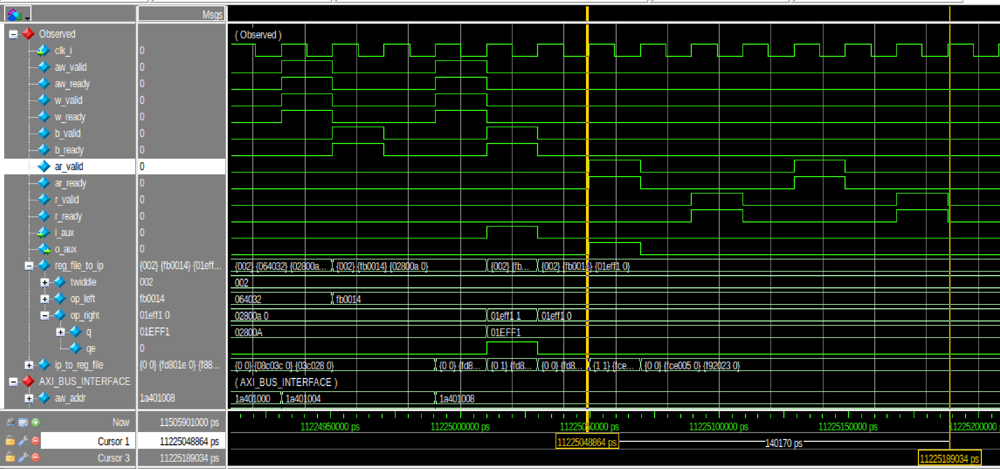 Msgs
Observed ( Observed )
clk_i 0
aw_valid 0
aw_ready 0
w_valid 0
w_ready 0
b_valid 0
b_ready 0
ar_valid 0
ar_ready 0
r_valid 0
r_ready 0
i_aux 0
o_aux 0
reg_file_to_ip {002} {fb0014} {01eff... {002} {064032} {02800a... {002} {fb0014} {02800a 0} {002} {fb... {002} {fb0014} {01eff1 0}
twiddle 002 002
op_left fb0014 064032 fb0014
op_right 01eff1 0 02800a 0 01eff1 1 01eff1 0
q 01EFF1 02800A 01EFF1
qe 0
ip_to_reg_file {0 0} {fd801e 0} {f88... {0 0} {08c03c 0} {03c028 0} {0 0} {fd8... {0 1} {fd8... {0 0} {fd8... {1 1} {fce... {0 0} {fce005 0} {f92023 0}
AXI_BUS_INTERFACE ( AXI_BUS_INTERFACE )
aw_addr 1a401008 1a401000 1a401004 1a401008
Now 11505901000 ps 11224950000 ps 11225000000 ps 11225050000 ps 11225100000 ps 11225150000 ps 11225200000 ps
Cursor 1 11225048864 ps 11225048864 ps 140170 ps
Cursor 3 11225189034 ps 11225189034 ps